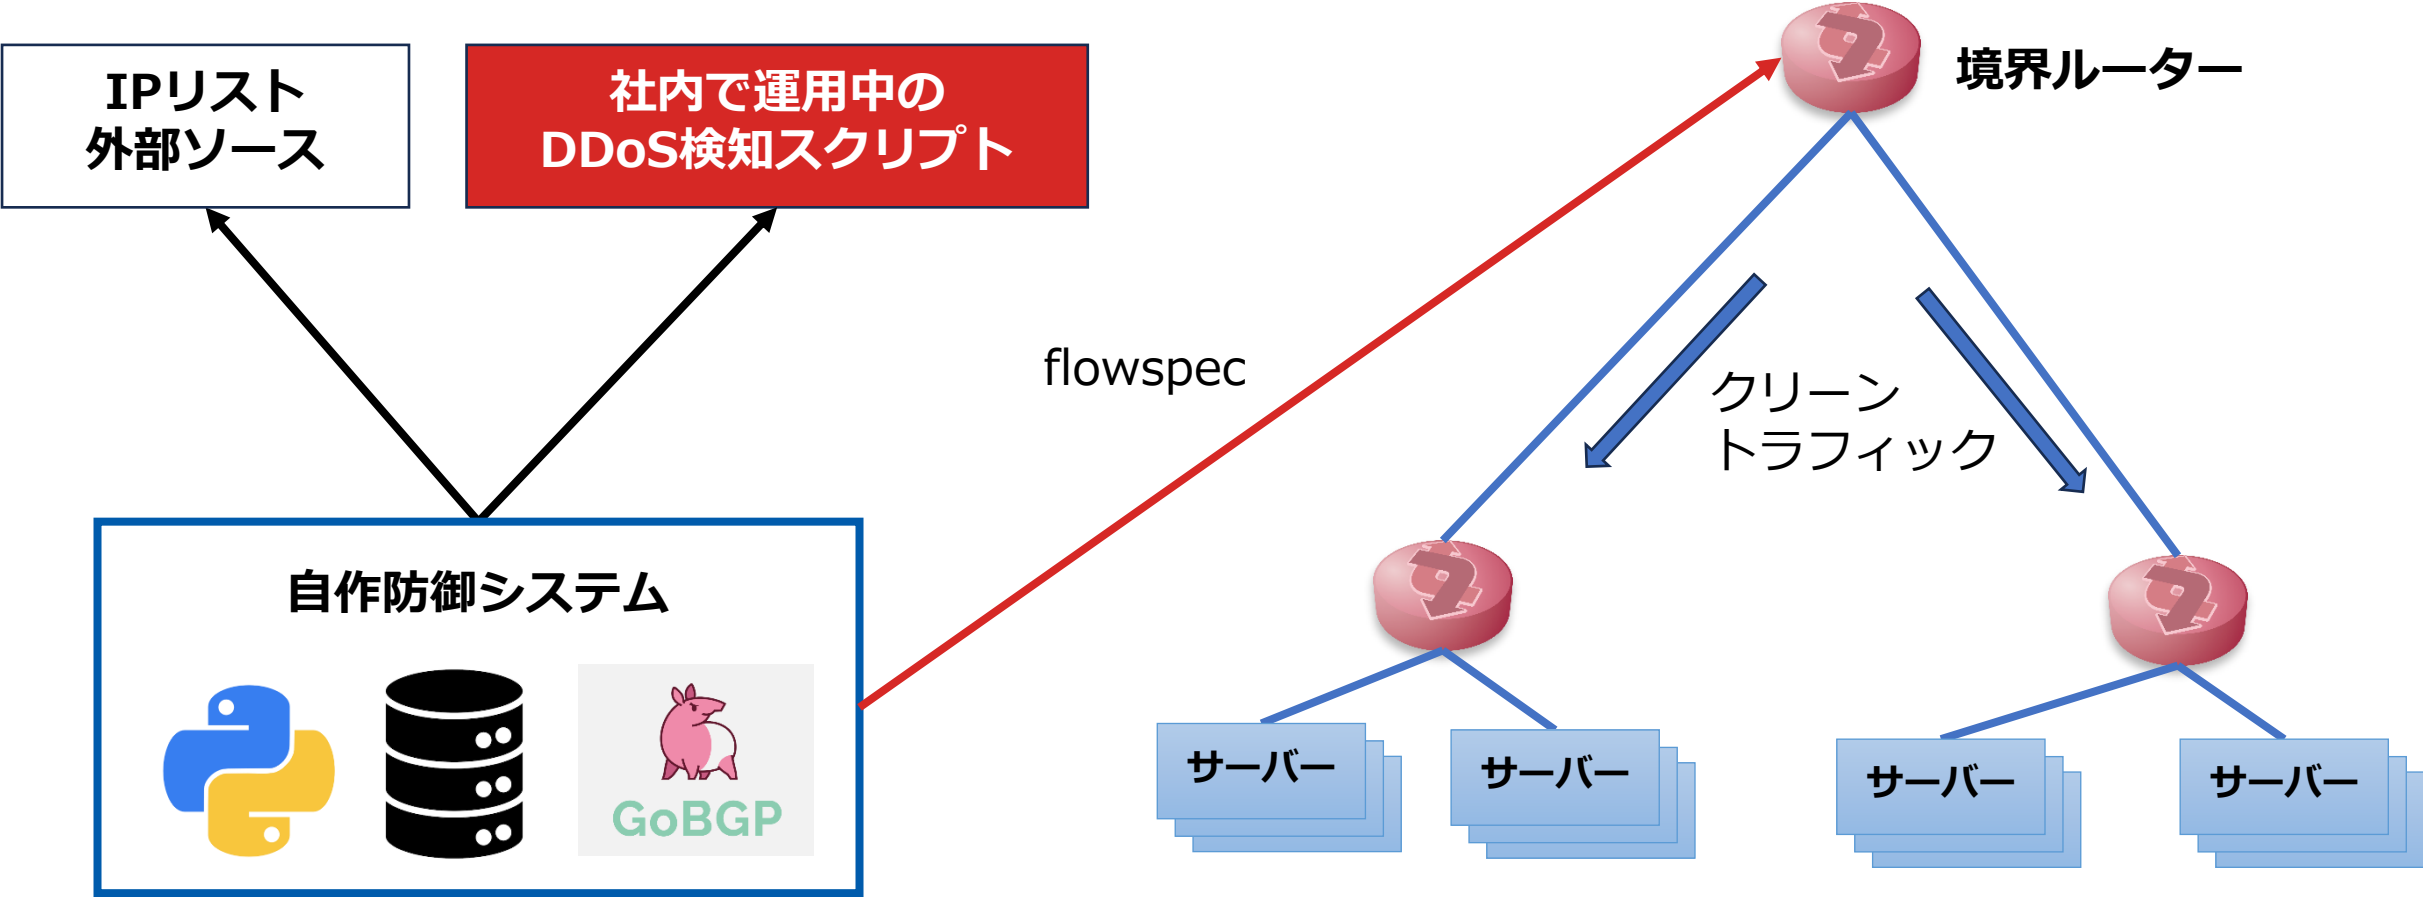 IPリスト
外部ソース
社内で運用中の
DDoS検知スクリプト
境界ルーター
flowspec
クリーン
トラフィック
自作防御システム
GoBGP
サーバー
サーバー
サーバー
サーバー